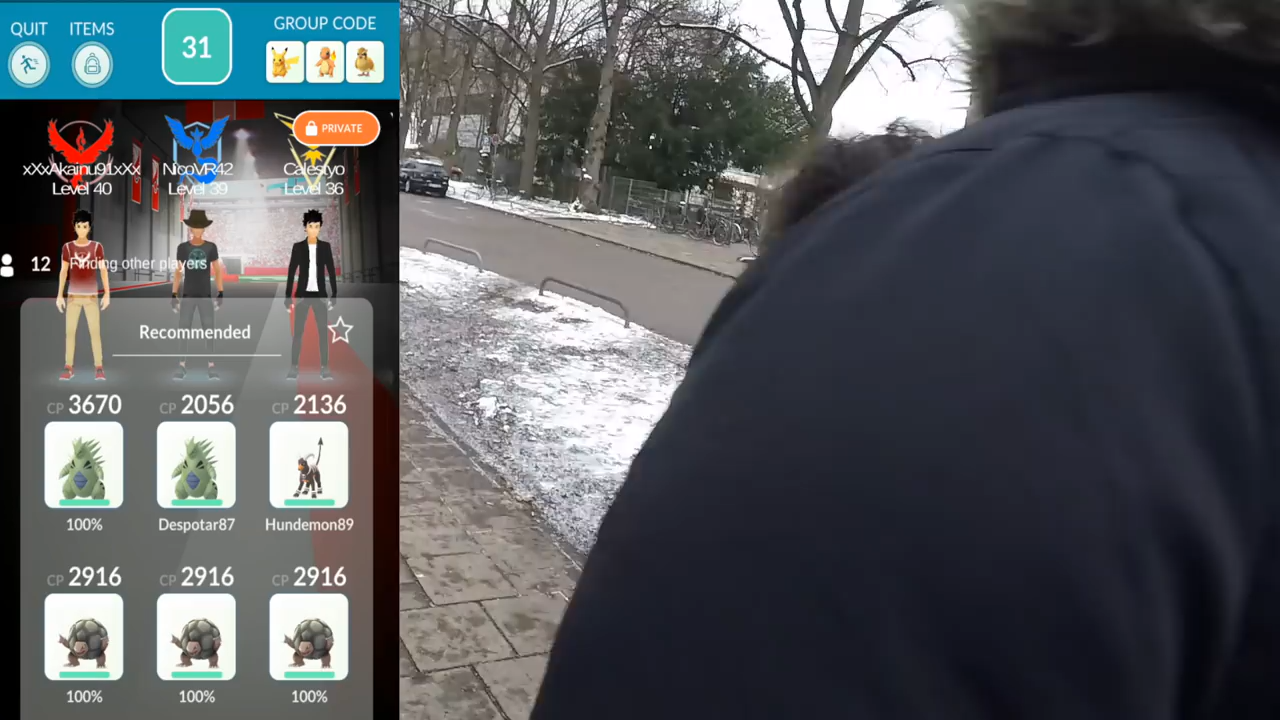 QUIT ITEMS
31
GROUP CODE
PRIVATE
xXxAkainu91xXx NicoVR42 Calestyo
Level 40 Level 39 Level 36
12 Finding other players
Recommended
CP 3670 CP 2056 CP 2136
100% Despotar87 Hundemon89
CP 2916 CP 2916 CP 2916
100% 100% 100%